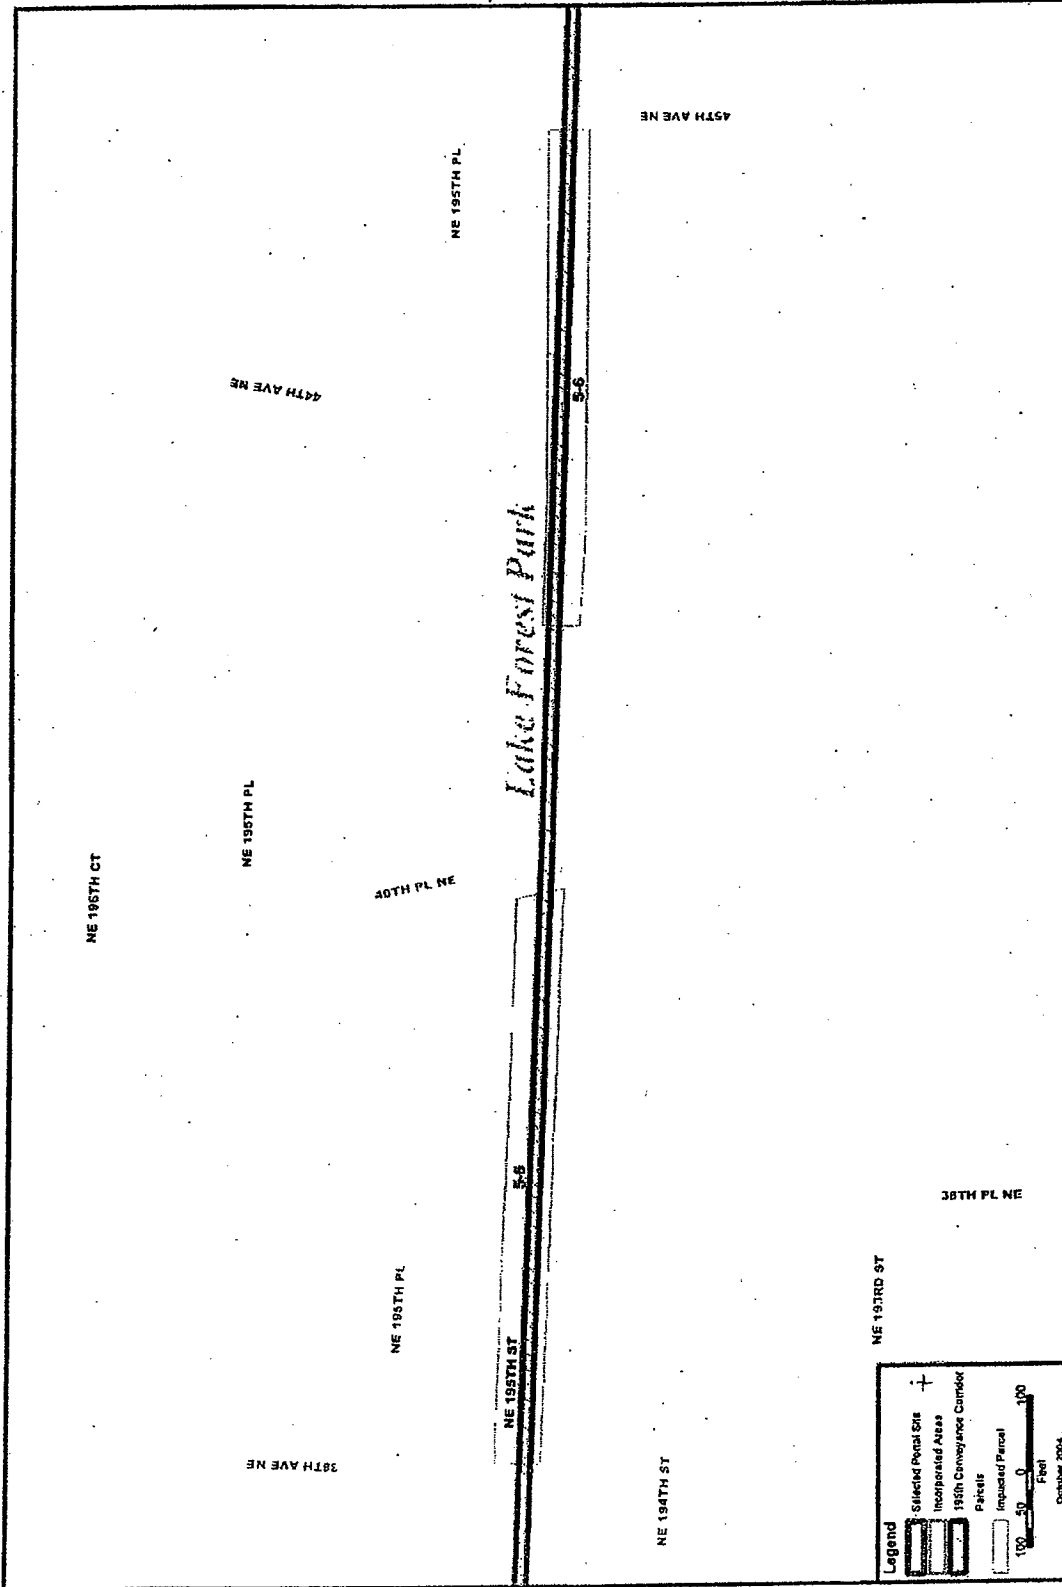 45TH AVE NE
NE 195TH PL
44TH AVE NE
5-6
Lake Forest Park
NE 195TH PL
NE 195TH CT
40TH PL NE
5-6
38TH PL NE
NE 195TH PL
NE 193RD ST
NE 195TH ST
38TH AVE NE
NE 194TH ST
Legend
Selected Portal Site
Incorporated Areas
195th Conveyance Corridor
Parcels
Impacted Parcel
100 50 0 100
Feet
October 2004